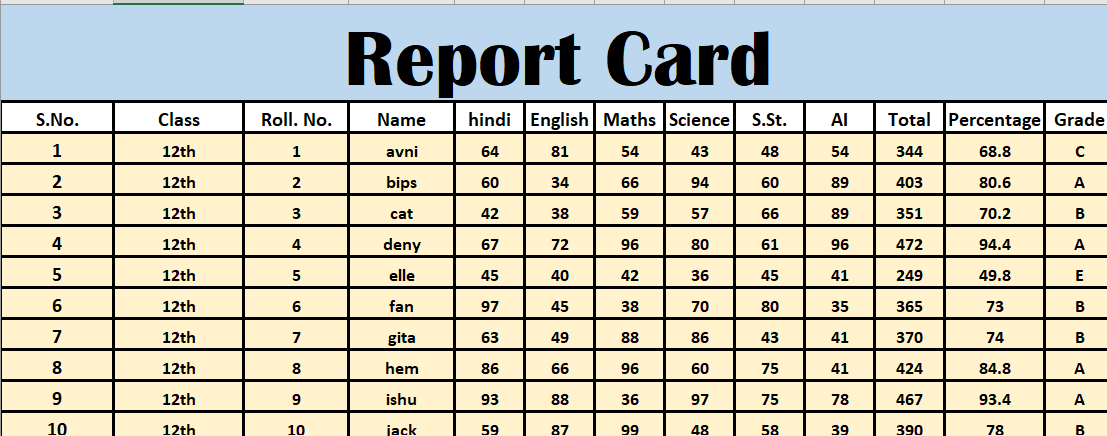 Report Card
S.No. Class Roll. No. Name hindi English Maths Science S.St. AI Total Percentage Grade
1 12th 1 avni 64 81 54 43 48 54 344 68.8 C
2 12th 2 bips 60 34 66 94 60 89 403 80.6 A
3 12th 3 cat 42 38 59 57 66 89 351 70.2 B
4 12th 4 deny 67 72 96 80 61 96 472 94.4 A
5 12th 5 elle 45 40 42 36 45 41 249 49.8 E
6 12th 6 fan 97 45 38 70 80 35 365 73 B
7 12th 7 gita 63 49 88 86 43 41 370 74 B
8 12th 8 hem 86 66 96 60 75 41 424 84.8 A
9 12th 9 ishu 93 88 36 97 75 78 467 93.4 A
10 12th 10 jack 59 87 99 48 58 39 390 78 B